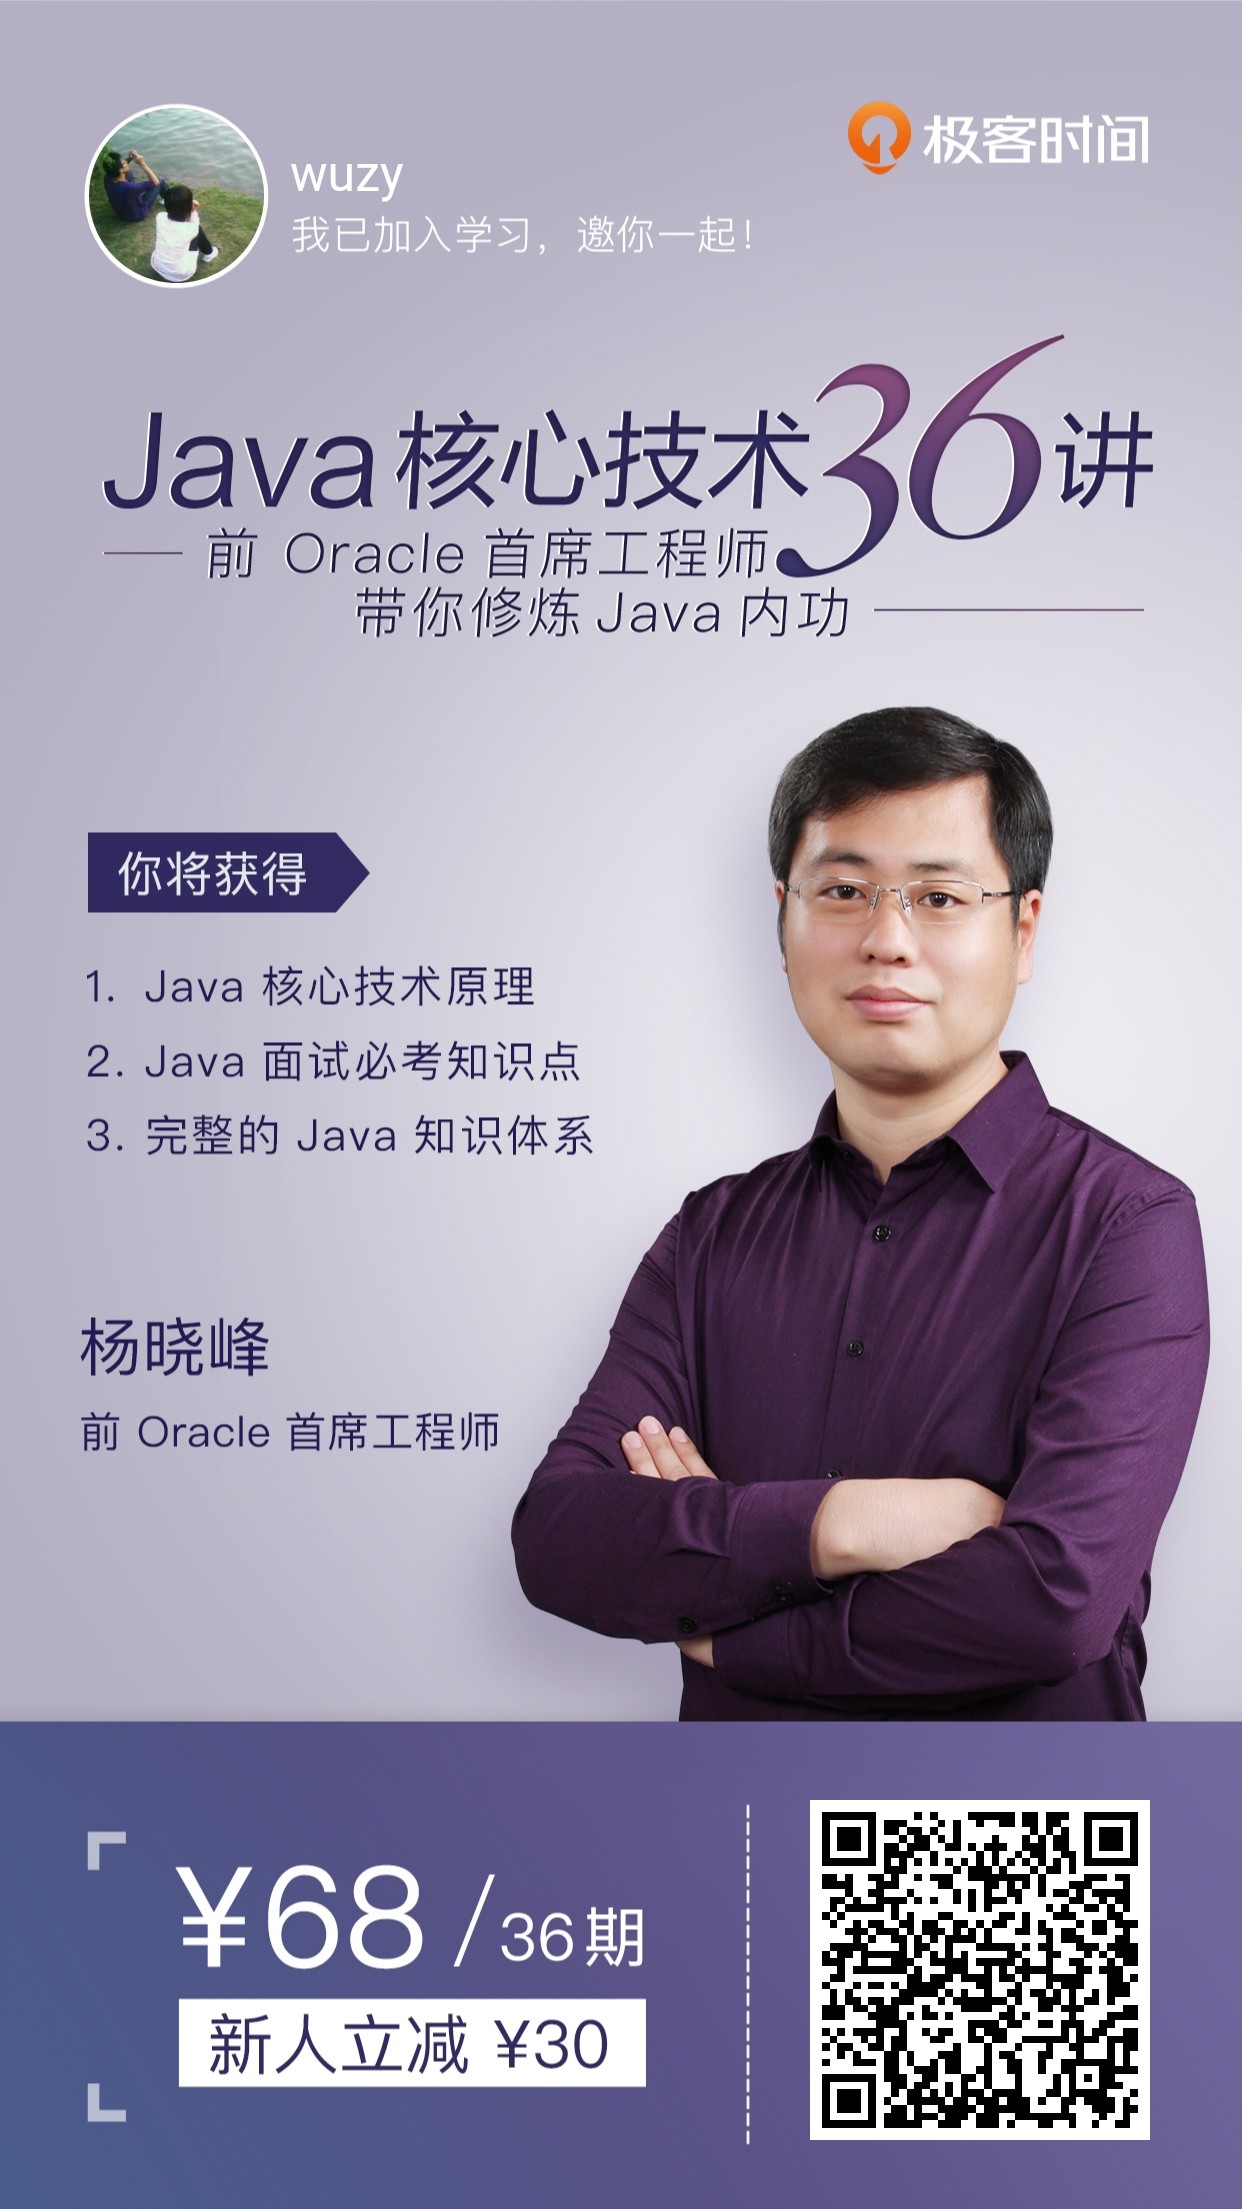 极客时间
wuzy
我已加入学习，邀你一起！
Java 核心技术36讲
前 Oracle 首席工程师
带你修炼 Java 内功
你将获得
1. Java 核心技术原理
2. Java 面试必考知识点
3. 完整的 Java 知识体系
杨晓峰
前 Oracle 首席工程师
¥68 / 36期
新人立减 ¥30